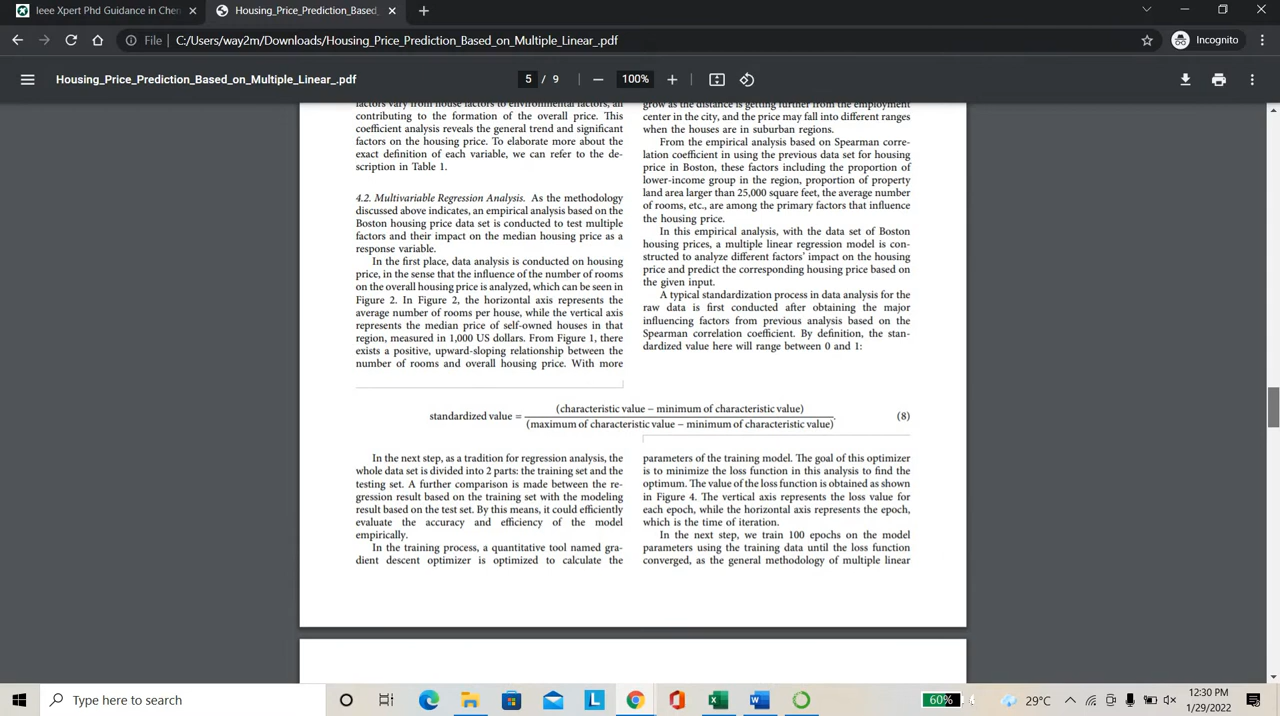 Ieee Xpert Phd Guidance in Chen
Housing_Price_Prediction_Based_
File
C:/Users/way2m/Downloads/Housing_Price_Prediction_Based_on_Multiple_Linear_.pdf
Incognito
Housing_Price_Prediction_Based_on_Multiple_Linear_.pdf
5 / 9
100%
factors vary from house factors to environmental factors, all
contributing to the formation of the overall price. This
coefficient analysis reveals the general trend and significant
factors on the housing price. To elaborate more about the
exact definition of each variable, we can refer to the de-
scription in Table 1.
4.2. Multivariable Regression Analysis. As the methodology
discussed above indicates, an empirical analysis based on the
Boston housing price data set is conducted to test multiple
factors and their impact on the median housing price as a
response variable.
In the first place, data analysis is conducted on housing
price, in the sense that the influence of the number of rooms
on the overall housing price is analyzed, which can be seen in
Figure 2. In Figure 2, the horizontal axis represents the
average number of rooms per house, while the vertical axis
represents the median price of self-owned houses in that
region, measured in 1,000 US dollars. From Figure 1, there
exists a positive, upward-sloping relationship between the
number of rooms and overall housing price. With more
grow as the distance is getting further from the employment
center in the city, and the price may fall into different ranges
when the houses are in suburban regions.
From the empirical analysis based on Spearman corre-
lation coefficient in using the previous data set for housing
price in Boston, these factors including the proportion of
lower-income group in the region, proportion of property
land area larger than 25,000 square feet, the average number
of rooms, etc., are among the primary factors that influence
the housing price.
In this empirical analysis, with the data set of Boston
housing prices, a multiple linear regression model is con-
structed to analyze different factors' impact on the housing
price and predict the corresponding housing price based on
the given input.
A typical standardization process in data analysis for the
raw data is first conducted after obtaining the major
influencing factors from previous analysis based on the
Spearman correlation coefficient. By definition, the stan-
dardized value here will range between 0 and 1:
standardized value =
(characteristic value − minimum of characteristic value)
(maximum of characteristic value − minimum of characteristic value)
.
(8)
In the next step, as a tradition for regression analysis, the
whole data set is divided into 2 parts: the training set and the
testing set. A further comparison is made between the re-
gression result based on the training set with the modeling
result based on the test set. By this means, it could efficiently
evaluate the accuracy and efficiency of the model
empirically.
In the training process, a quantitative tool named gra-
dient descent optimizer is optimized to calculate the
parameters of the training model. The goal of this optimizer
is to minimize the loss function in this analysis to find the
optimum. The value of the loss function is obtained as shown
in Figure 4. The vertical axis represents the loss value for
each epoch, while the horizontal axis represents the epoch,
which is the time of iteration.
In the next step, we train 100 epochs on the model
parameters using the training data until the loss function
converged, as the general methodology of multiple linear
Type here to search
60%
29°C
12:30 PM
1/29/2022